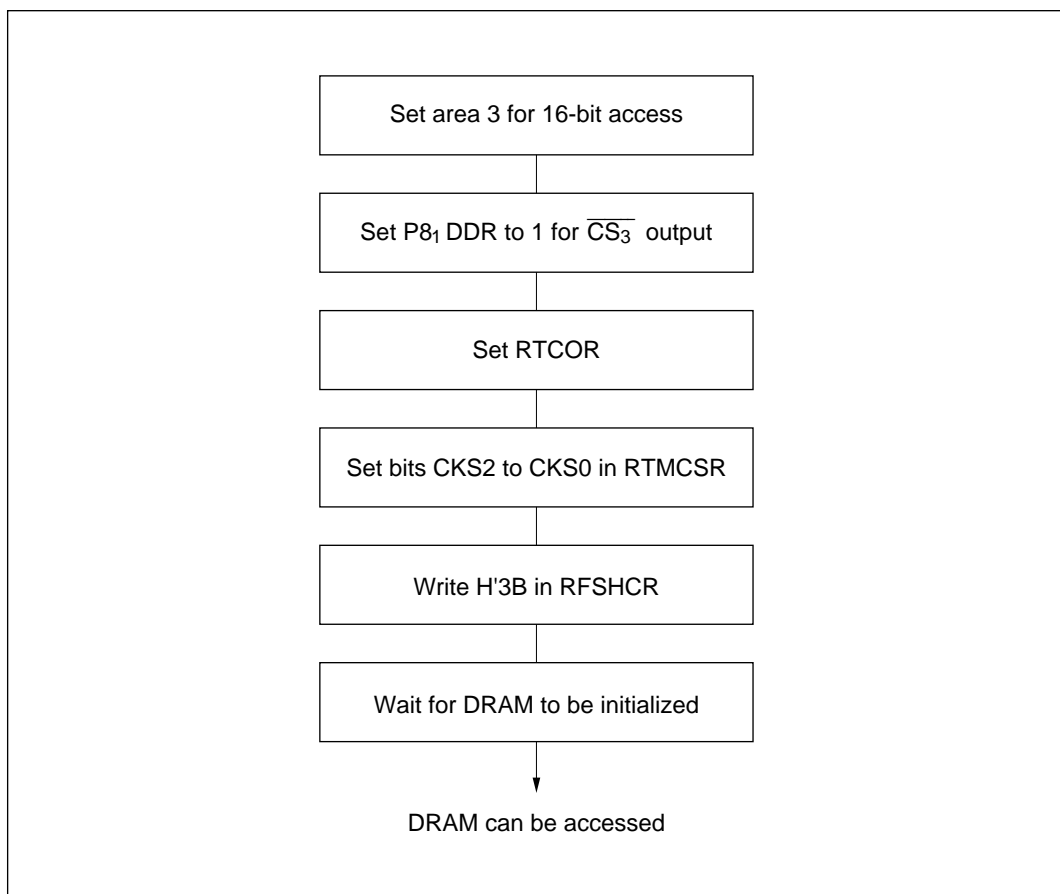 Set area 3 for 16-bit access
Set P8₁ DDR to 1 for C̅S̅₃̅ output
Set RTCOR
Set bits CKS2 to CKS0 in RTMCSR
Write H'3B in RFSHCR
Wait for DRAM to be initialized
DRAM can be accessed